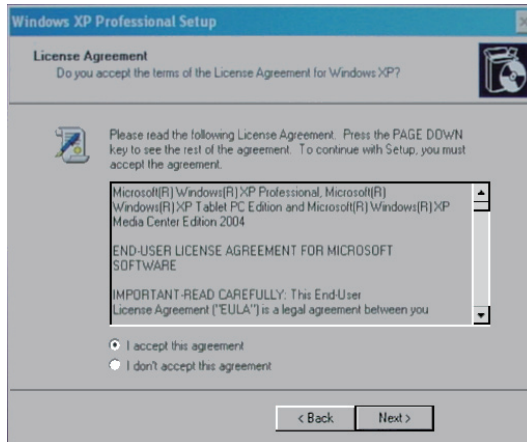 Windows XP Professional Setup
License Agreement
Do you accept the terms of the License Agreement for Windows XP?
Please read the following License Agreement. Press the PAGE DOWN
key to see the rest of the agreement. To continue with Setup, you must
accept the agreement.
Microsoft(R) Windows(R) XP Professional, Microsoft(R)
Windows(R) XP Tablet PC Edition and Microsoft(R) Windows(R) XP
Media Center Edition 2004
END-USER LICENSE AGREEMENT FOR MICROSOFT
SOFTWARE
IMPORTANT-READ CAREFULLY: This End-User
License Agreement ("EULA") is a legal agreement between you
I accept this agreement
I don't accept this agreement
< Back
Next >